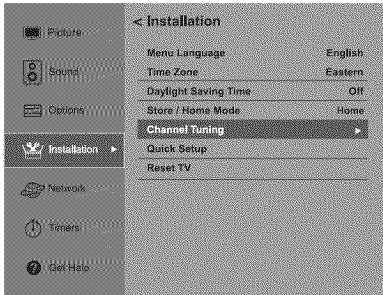 Picture
Sound
Options
Installation
Network
Timers
Get Help
< Installation
Menu Language English
Time Zone Eastern
Daylight Saving Time Off
Store / Home Mode Home
Channel Tuning
Quick Setup
Reset TV